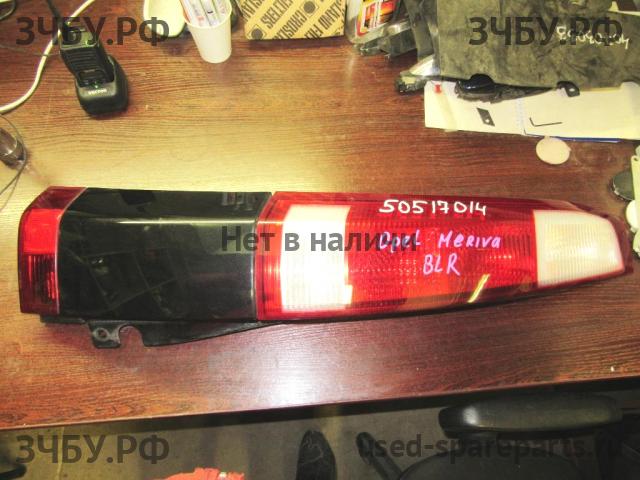 ЗЧБУ.РФ
ЗЧБУ.РФ
50517014
Нет в наличии
Opel Meriva
BLR
ЗЧБУ.РФ
used-spareparts.ru